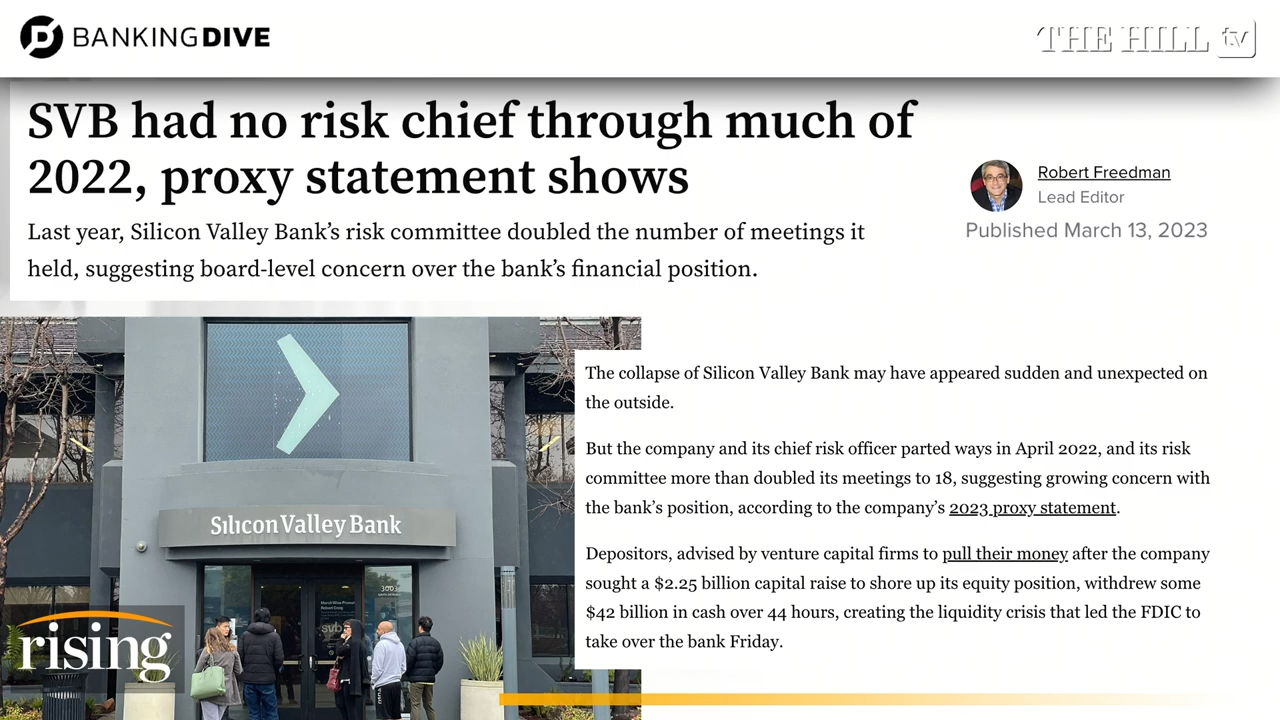 BANKINGDIVE
THE HILL tv
SVB had no risk chief through much of
2022, proxy statement shows
Last year, Silicon Valley Bank's risk committee doubled the number of meetings it
held, suggesting board-level concern over the bank's financial position.
Robert Freedman
Lead Editor
Published March 13, 2023
Silicon Valley Bank
3003
svb
rising
The collapse of Silicon Valley Bank may have appeared sudden and unexpected on
the outside.
But the company and its chief risk officer parted ways in April 2022, and its risk
committee more than doubled its meetings to 18, suggesting growing concern with
the bank's position, according to the company's 2023 proxy statement.
Depositors, advised by venture capital firms to pull their money after the company
sought a $2.25 billion capital raise to shore up its equity position, withdrew some
$42 billion in cash over 44 hours, creating the liquidity crisis that led the FDIC to
take over the bank Friday.